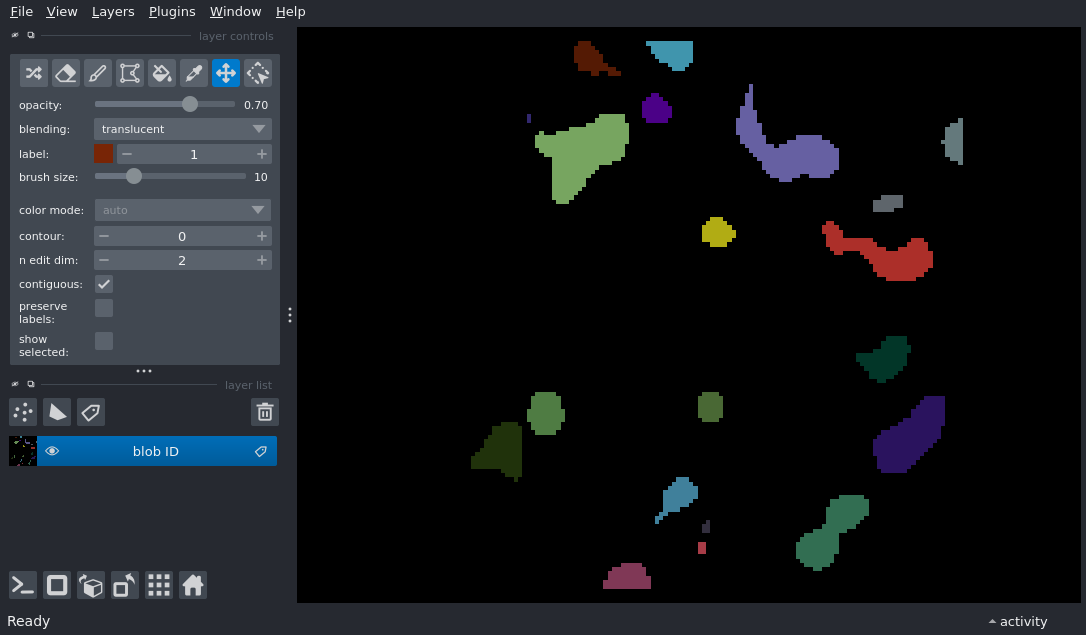 File View Layers Plugins Window Help
layer controls
opacity: 0.70
blending: translucent
label: 1
brush size: 10
color mode: auto
contour: 0
n edit dim: 2
contiguous:
preserve
labels:
show
selected:
layer list
blob ID
Ready
activity